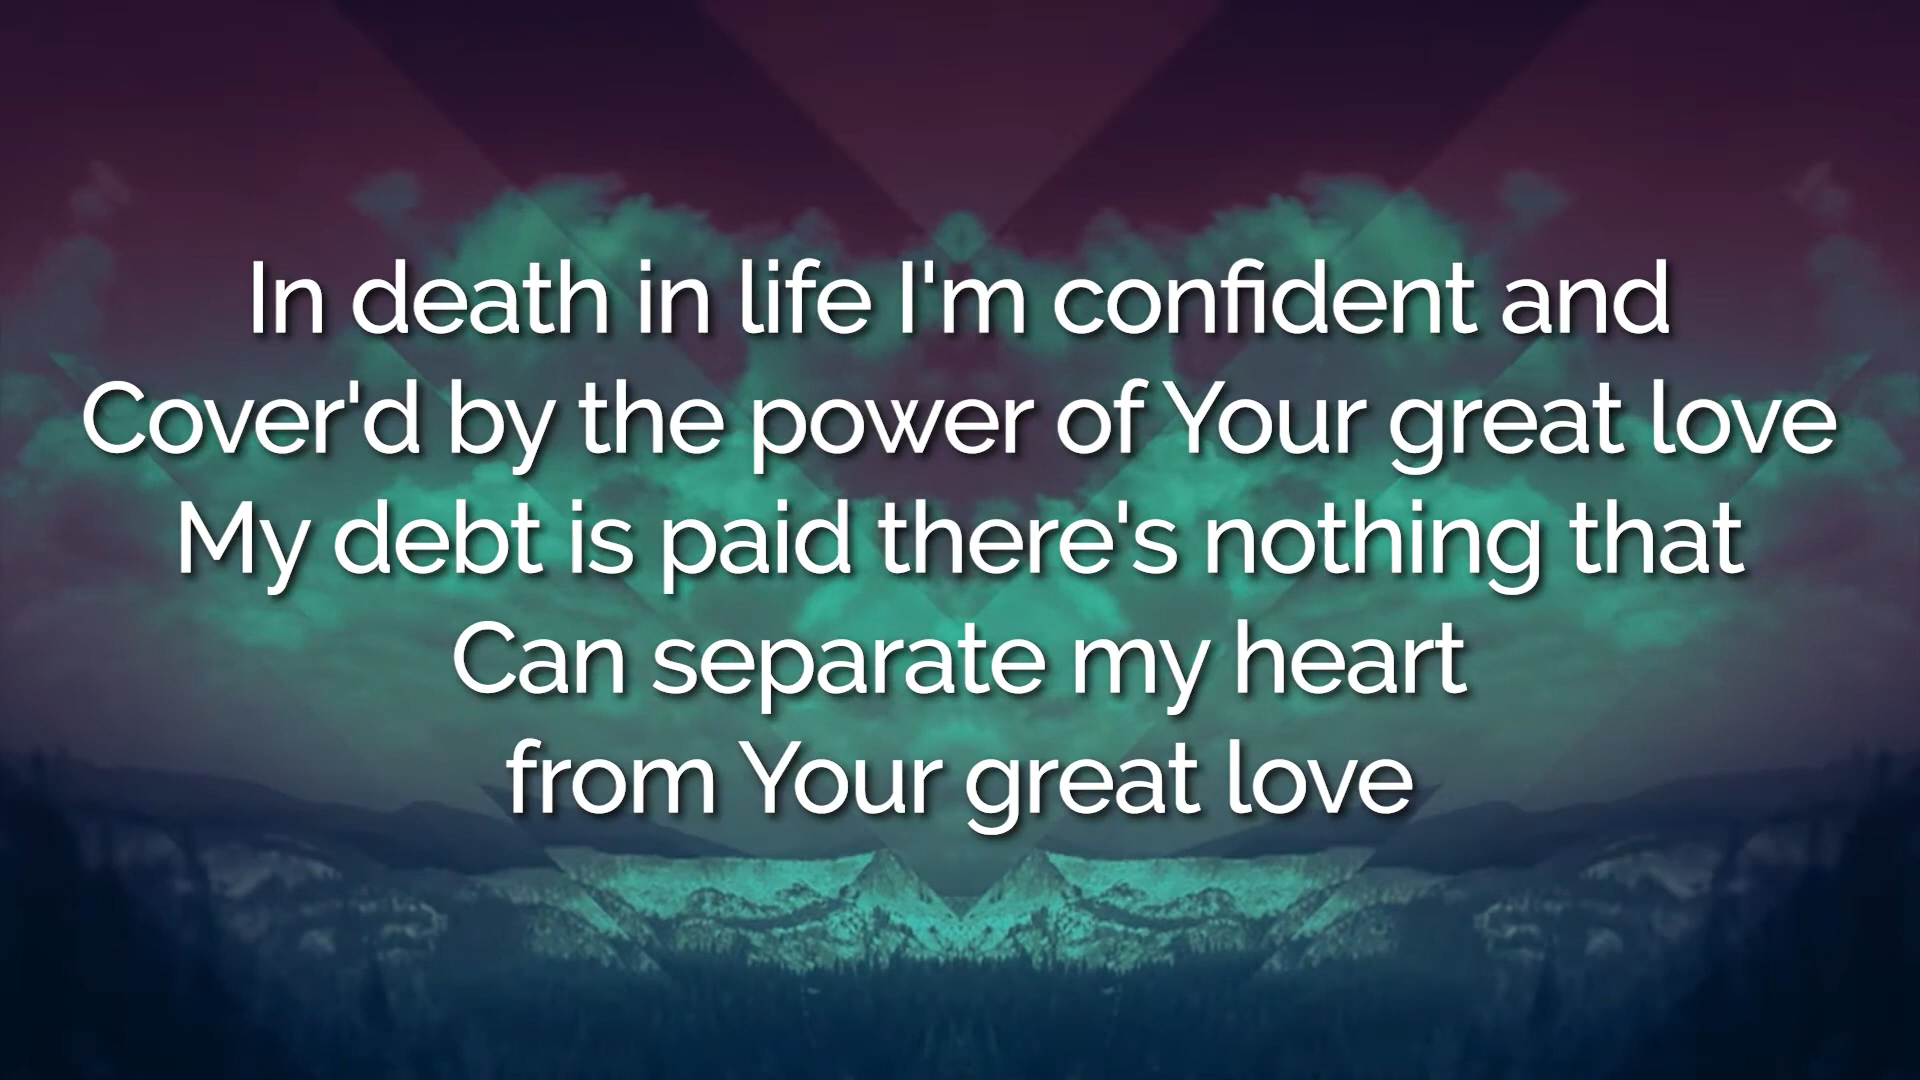 In death in life I'm confident and
Cover'd by the power of Your great love
My debt is paid there's nothing that
Can separate my heart
from Your great love